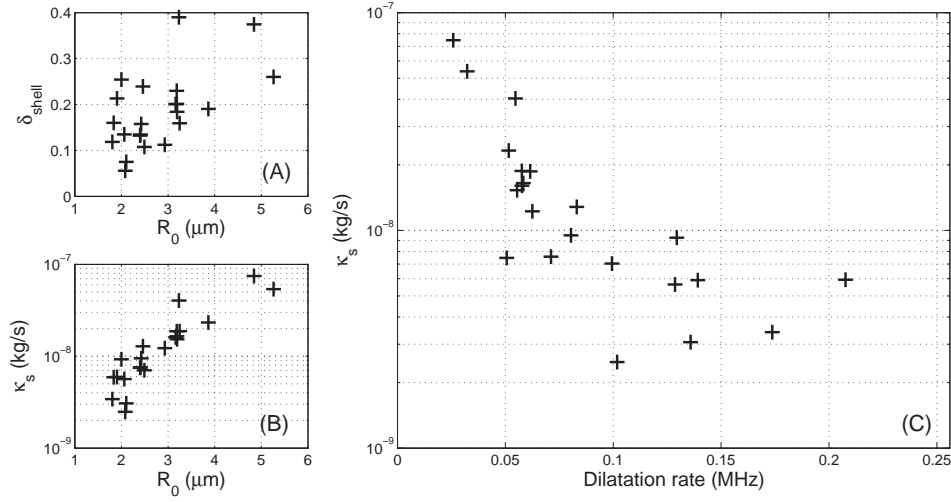 0.4
0.3
0.2
0.1
0
δshell
1 2 3 4 5 6
R0 (μm)
(A)
10⁻⁷
10⁻⁸
10⁻⁹
κs (kg/s)
1 2 3 4 5 6
R0 (μm)
(B)
10⁻⁷
10⁻⁸
10⁻⁹
κs (kg/s)
0 0.05 0.1 0.15 0.2 0.25
Dilatation rate (MHz)
(C)